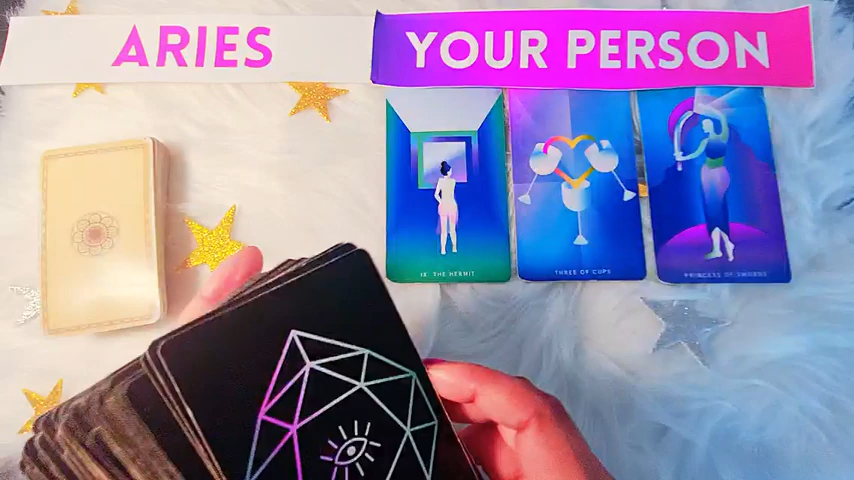 ARIES
YOUR PERSON
IX THE HERMIT
THREE OF CUPS
PRINCESS OF SWORDS